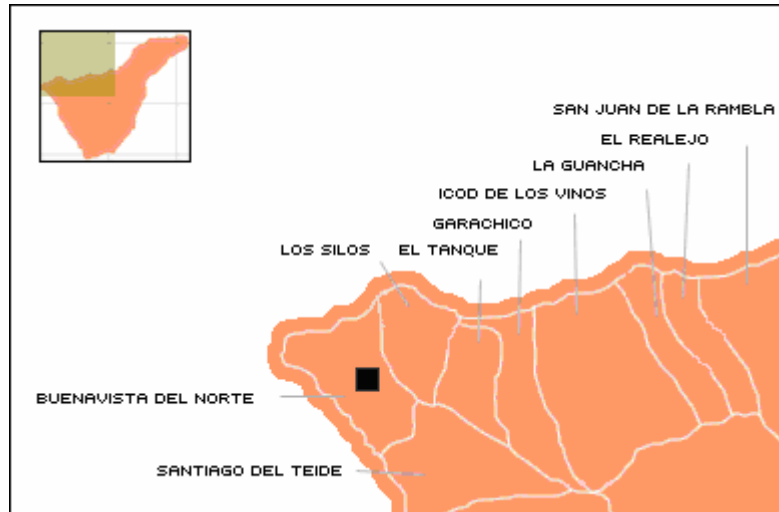 SAN JUAN DE LA RAMBLA
EL REALEJO
LA GUANCHA
ICOD DE LOS VINOS
GARACHICO
LOS SILOS
EL TANQUE
BUENAVISTA DEL NORTE
SANTIAGO DEL TEIDE